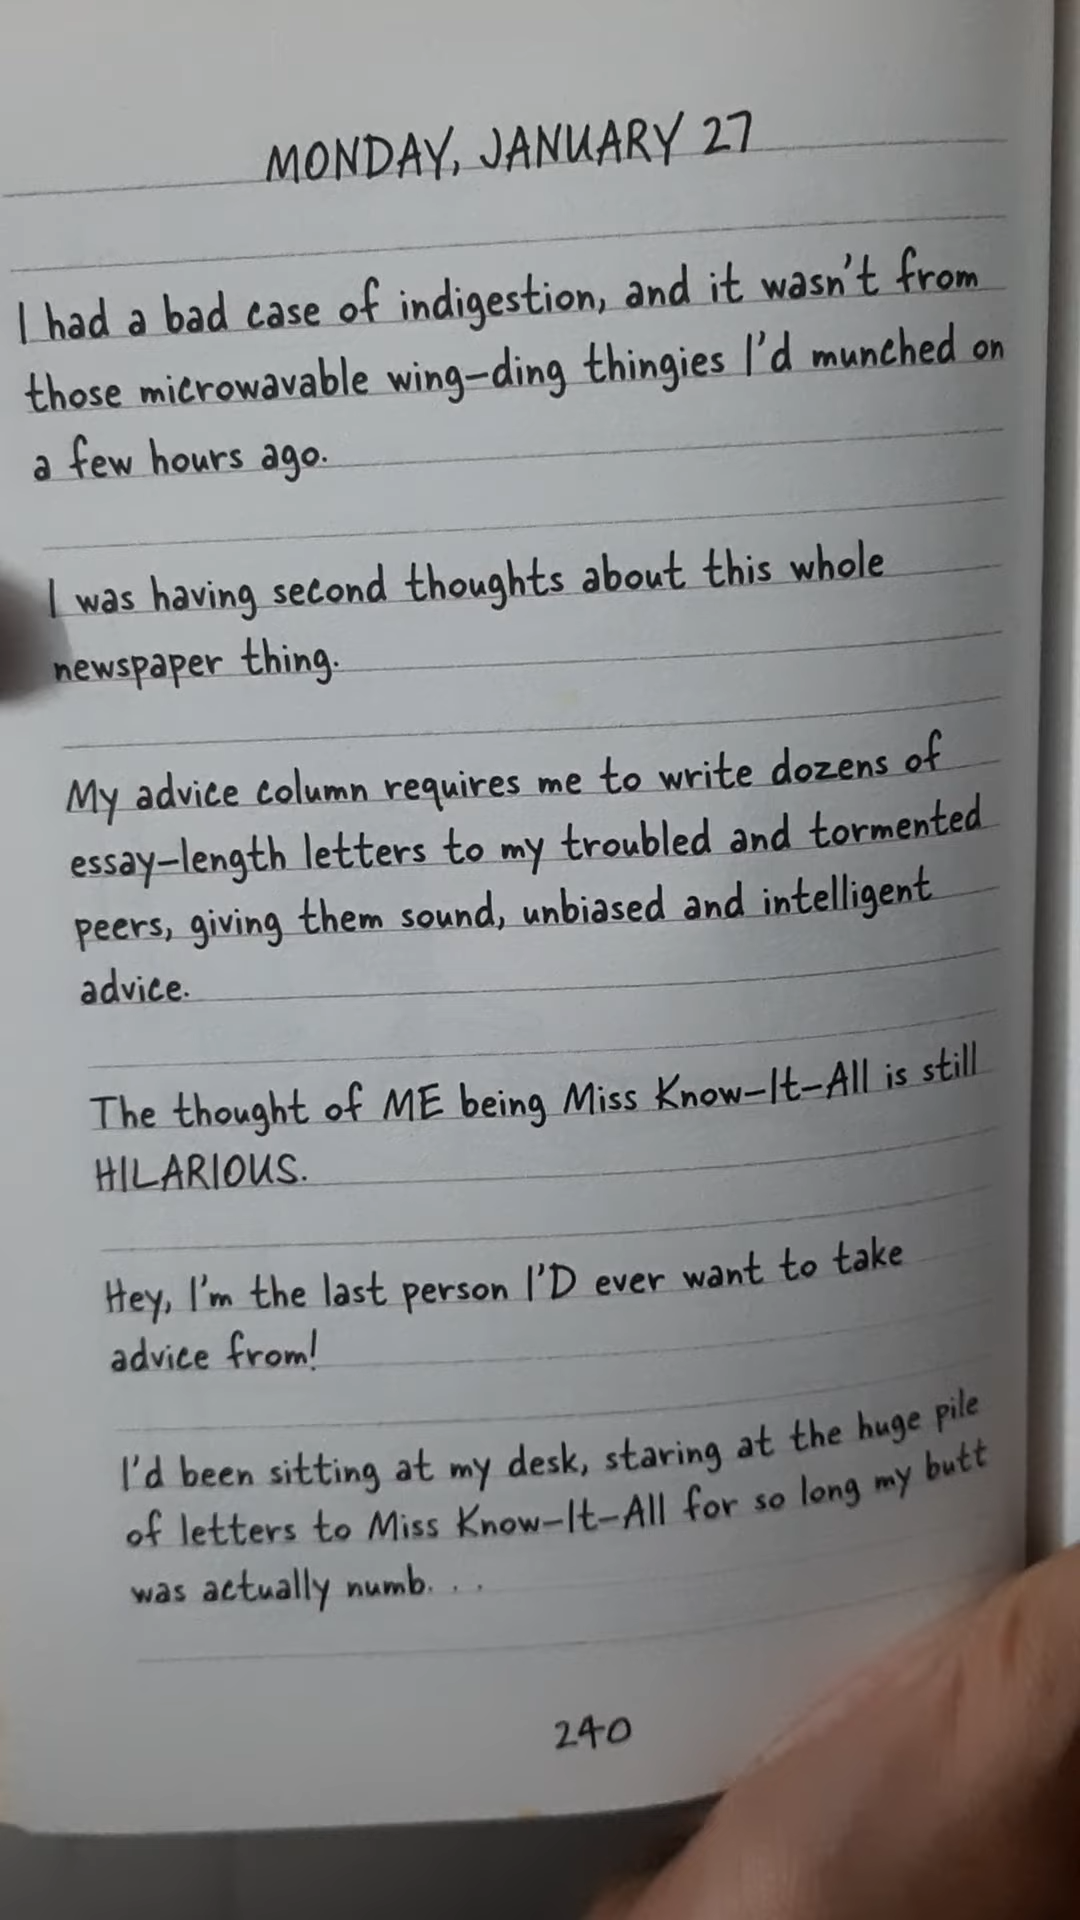 MONDAY, JANUARY 27
I had a bad case of indigestion, and it wasn't from
those microwavable wing-ding thingies I'd munched on
a few hours ago.
I was having second thoughts about this whole
newspaper thing.
My advice column requires me to write dozens of
essay-length letters to my troubled and tormented
peers, giving them sound, unbiased and intelligent
advice.
The thought of ME being Miss Know-It-All is still
HILARIOUS.
Hey, I'm the last person I'D ever want to take
advice from!
I'd been sitting at my desk, staring at the huge pile
of letters to Miss Know-It-All for so long my butt
was actually numb. . .
240